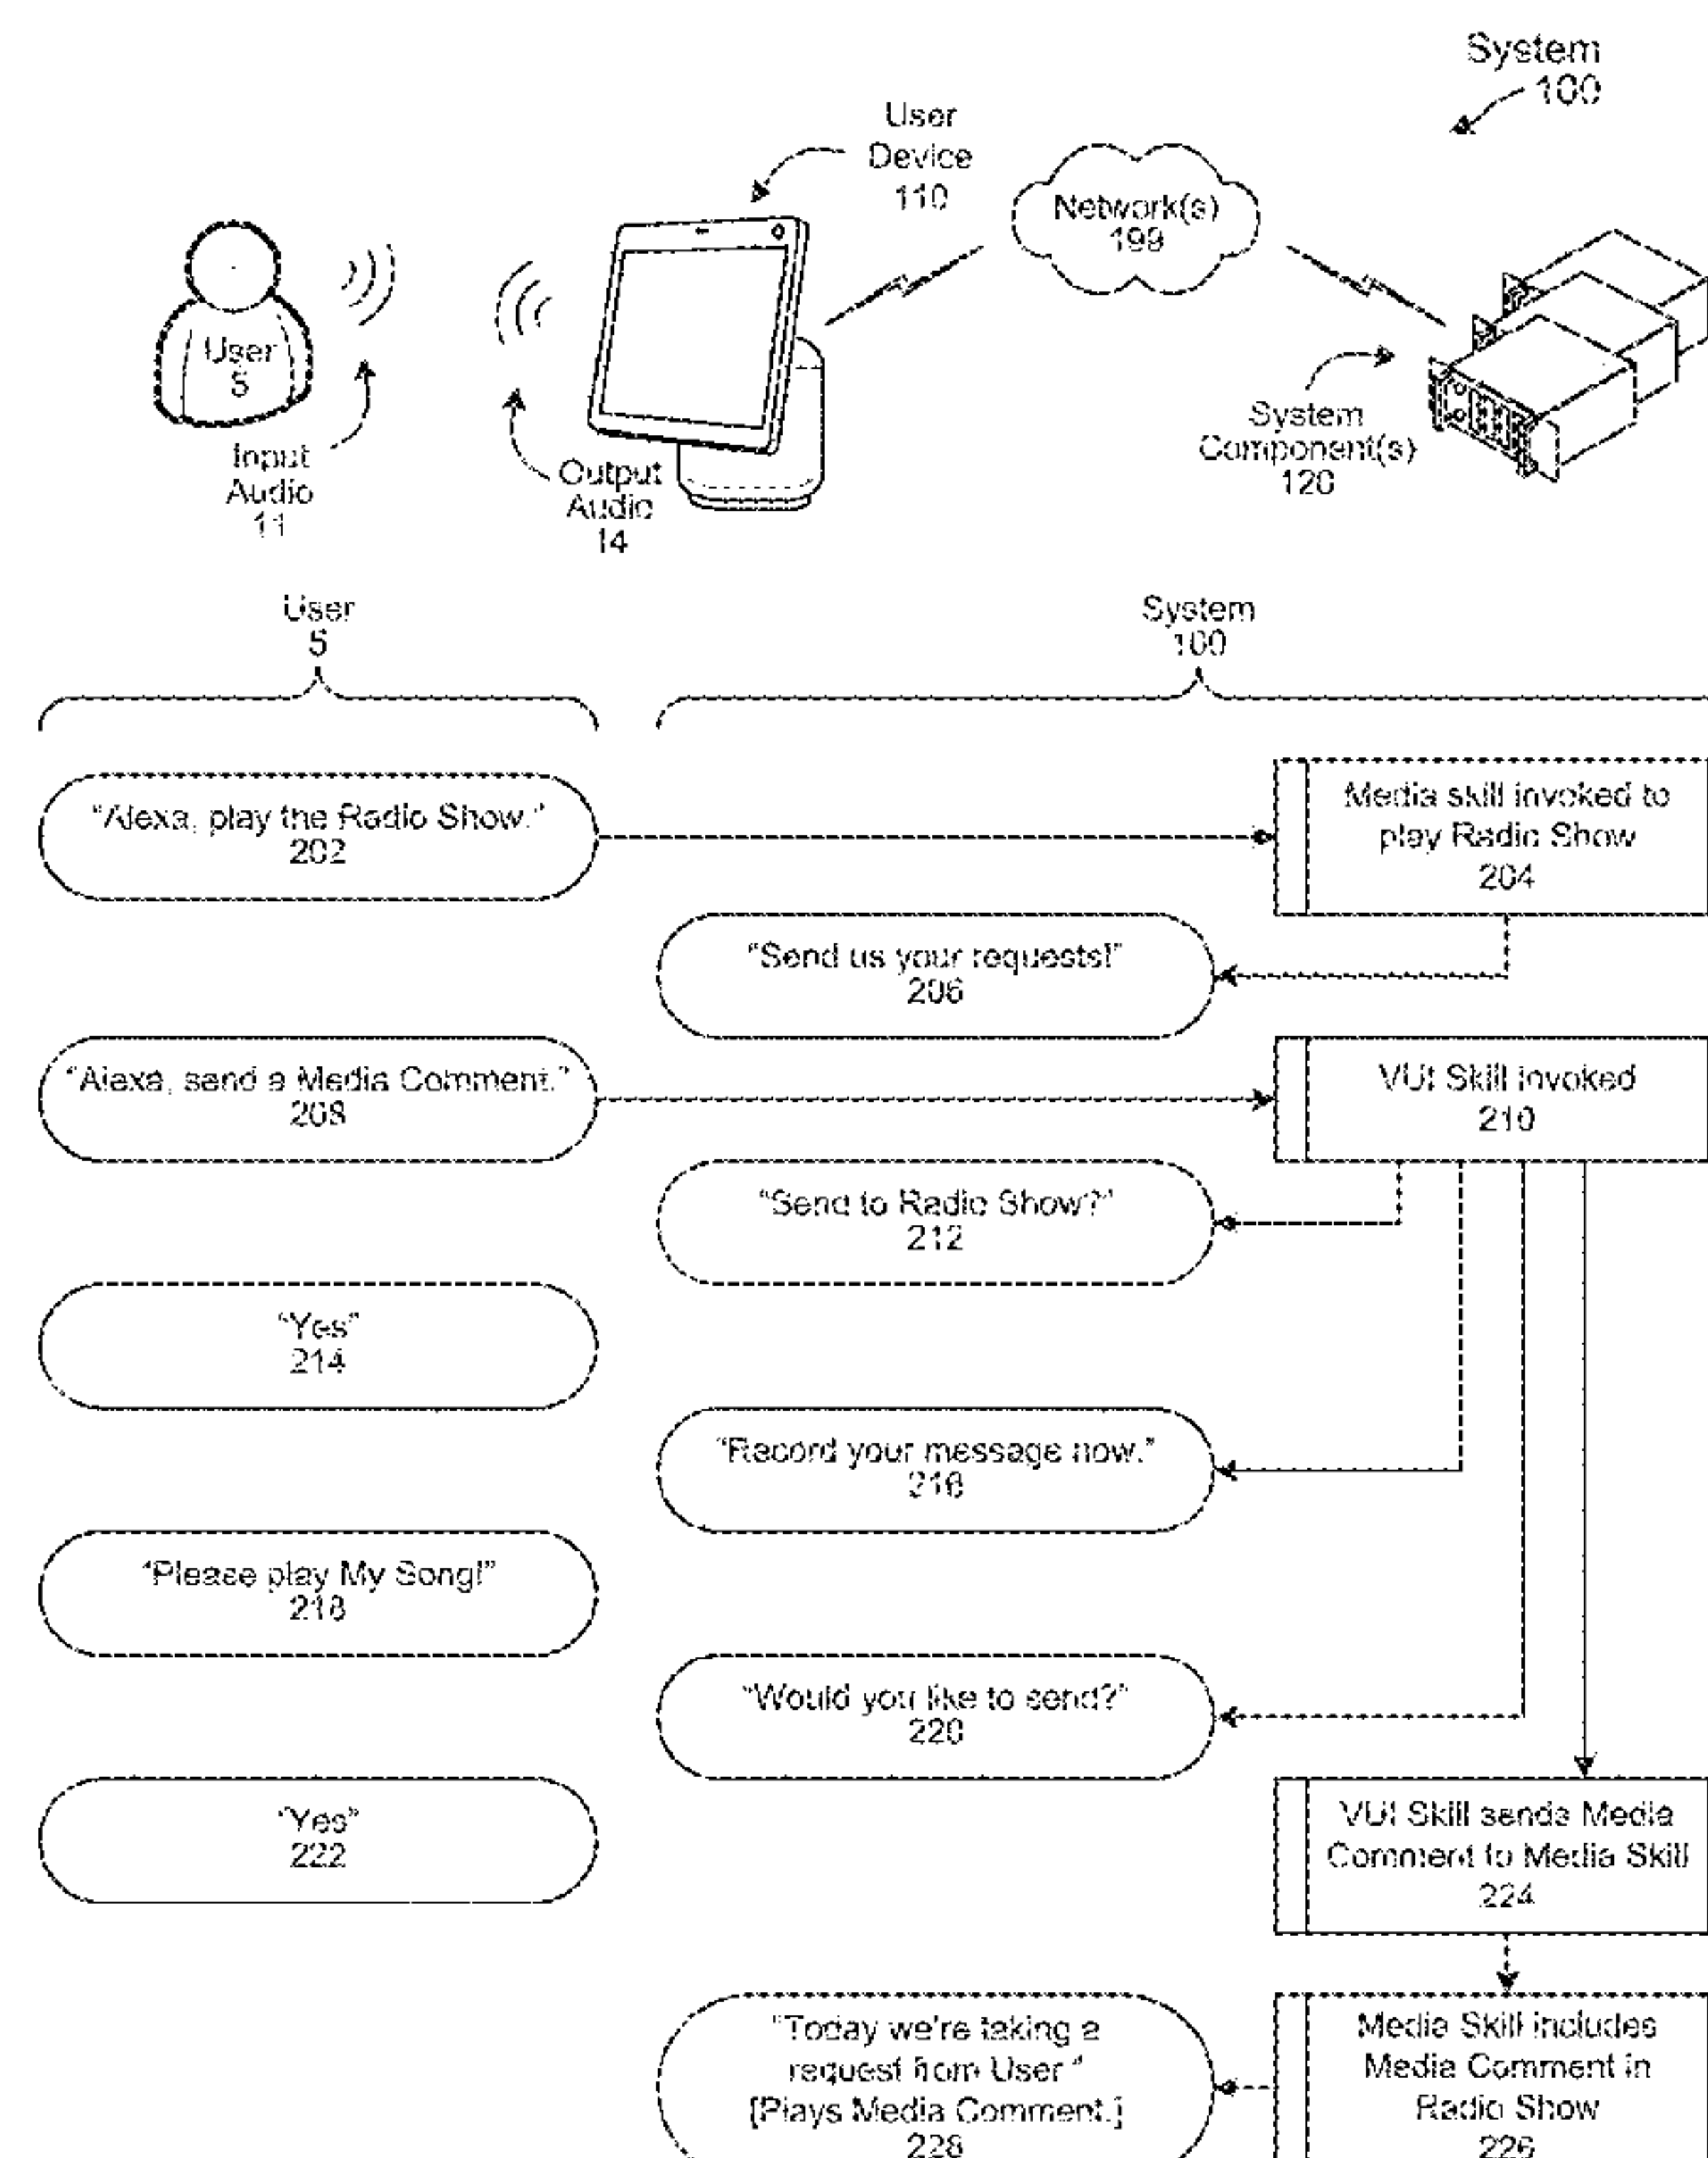 System
100
User
Device
110
Network(s)
199
User
5
Input
Audio
11
Output
Audio
14
System
Component(s)
120
User
5
System
100
"Alexa, play the Radio Show."
202
Media skill invoked to
play Radio Show
204
"Send us your requests!"
206
"Alexa, send a Media Comment."
208
VUI Skill invoked
210
"Send to Radio Show?"
212
"Yes"
214
"Record your message now."
216
"Please play My Song!"
218
"Would you like to send?"
220
"Yes"
222
VUI Skill sends Media
Comment to Media Skill
224
"Today we're taking a
request from User."
[Plays Media Comment.]
228
Media Skill includes
Media Comment in
Radio Show
226